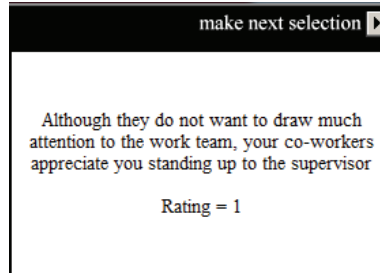 make next selection
Although they do not want to draw much
attention to the work team, your co-workers
appreciate you standing up to the supervisor
Rating = 1